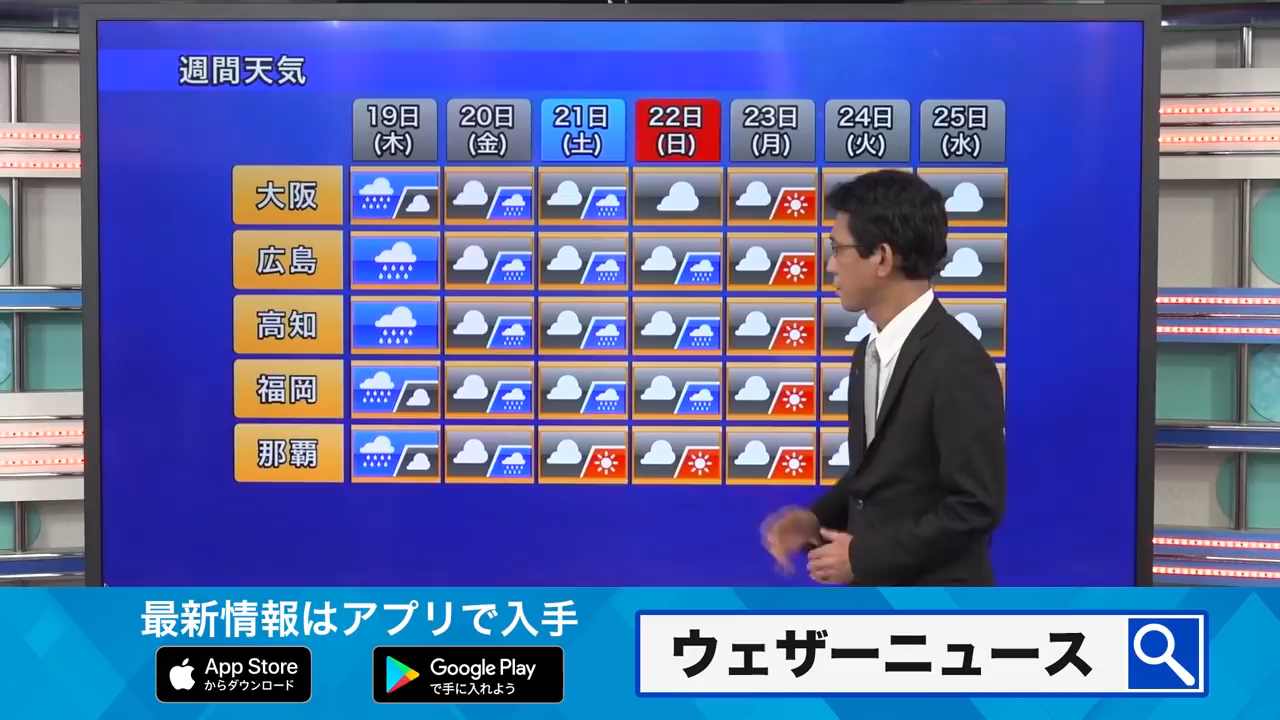 週間天気
19日 20日 21日 22日 23日 24日 25日
(木) (金) (土) (日) (月) (火) (水)
大阪
広島
高知
福岡
那覇
最新情報はアプリで入手
App Store
からダウンロード
Google Play
で手に入れよう
ウェザーニュース